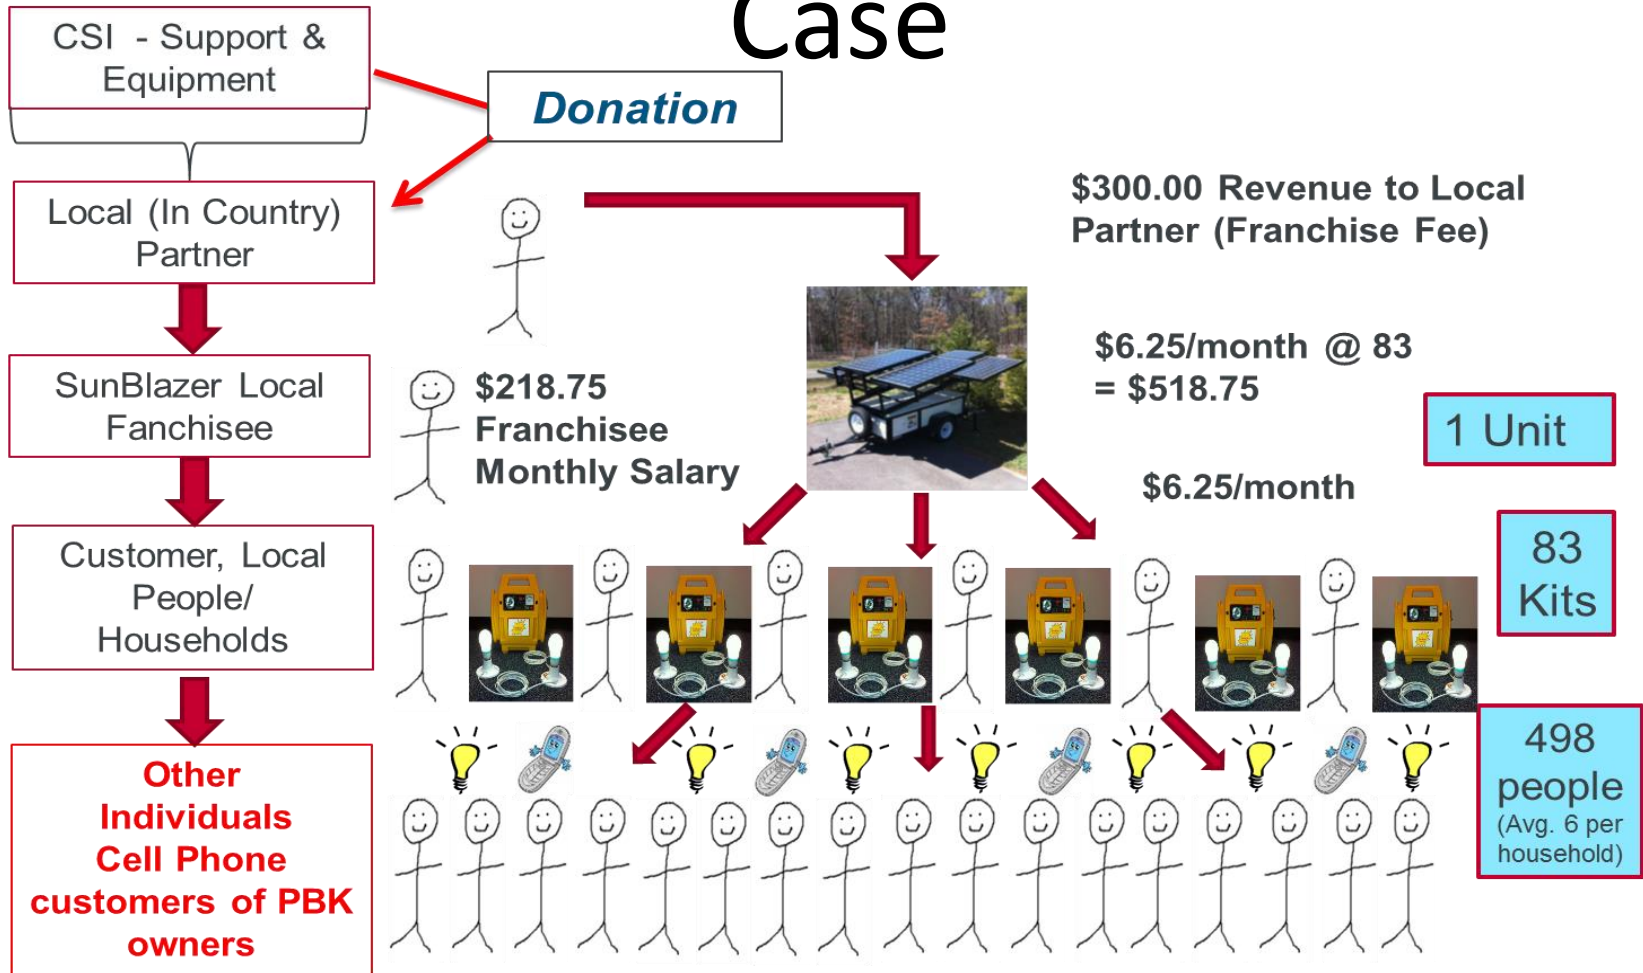 Case
CSI - Support &
Equipment
Donation
Local (In Country)
Partner
$300.00 Revenue to Local
Partner (Franchise Fee)
SunBlazer Local
Fanchisee
$218.75
Franchisee
Monthly Salary
$6.25/month @ 83
= $518.75
1 Unit
$6.25/month
Customer, Local
People/
Households
83
Kits
Other
Individuals
Cell Phone
customers of PBK
owners
498
people
(Avg. 6 per
household)